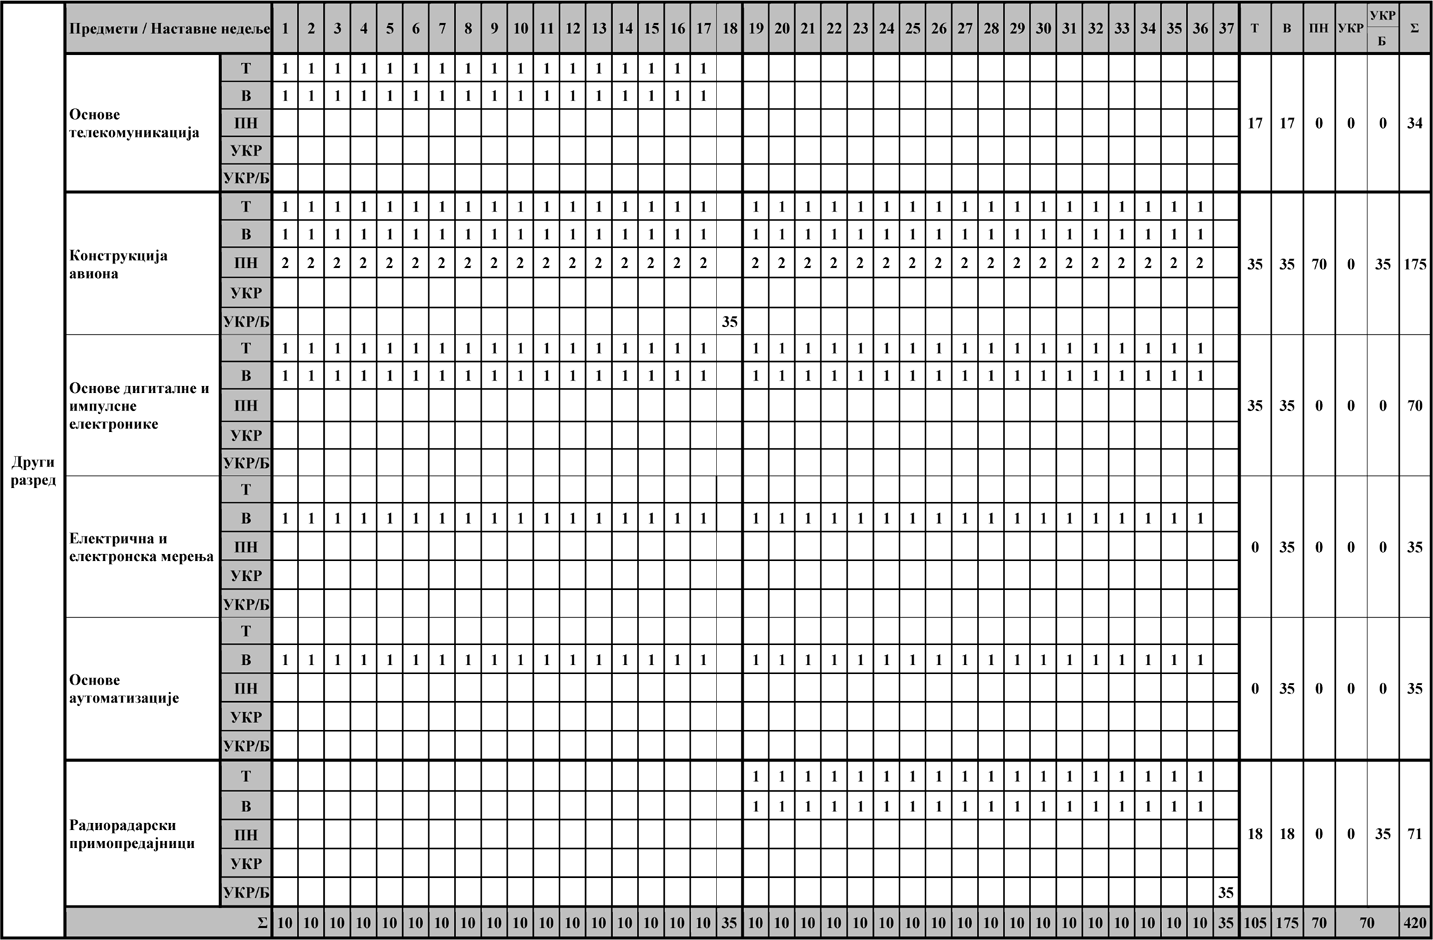 Предмети / Наставне недеље 1 2 3 4 5 6 7 8 9 10 11 12 13 14 15 16 17 18 19 20 21 22 23 24 25 26 27 28 29 30 31 32 33 34 35 36 37 Т В ПН УКР УКР Б Σ
Други
разред
Основе
телекомуникација
Т 1 1 1 1 1 1 1 1 1 1 1 1 1 1 1 1 1
В 1 1 1 1 1 1 1 1 1 1 1 1 1 1 1 1 1
ПН
УКР
УКР/Б
17 17 0 0 0 34
Конструкција
авиона
Т 1 1 1 1 1 1 1 1 1 1 1 1 1 1 1 1 1 1 1 1 1 1 1 1 1 1 1 1 1 1 1 1 1 1 1
В 1 1 1 1 1 1 1 1 1 1 1 1 1 1 1 1 1 1 1 1 1 1 1 1 1 1 1 1 1 1 1 1 1 1 1
ПН 2 2 2 2 2 2 2 2 2 2 2 2 2 2 2 2 2 2 2 2 2 2 2 2 2 2 2 2 2 2 2 2 2 2 2
УКР
УКР/Б 35
35 35 70 0 35 175
Основе дигиталне и
импулсне
електронике
Т 1 1 1 1 1 1 1 1 1 1 1 1 1 1 1 1 1 1 1 1 1 1 1 1 1 1 1 1 1 1 1 1 1 1 1
В 1 1 1 1 1 1 1 1 1 1 1 1 1 1 1 1 1 1 1 1 1 1 1 1 1 1 1 1 1 1 1 1 1 1 1
ПН
УКР
УКР/Б
35 35 0 0 0 70
Електрична и
електронска мерења
Т
В 1 1 1 1 1 1 1 1 1 1 1 1 1 1 1 1 1 1 1 1 1 1 1 1 1 1 1 1 1 1 1 1 1 1 1
ПН
УКР
УКР/Б
0 35 0 0 0 35
Основе
аутоматизације
Т
В 1 1 1 1 1 1 1 1 1 1 1 1 1 1 1 1 1 1 1 1 1 1 1 1 1 1 1 1 1 1 1 1 1 1 1
ПН
УКР
УКР/Б
0 35 0 0 0 35
Радиорадарски
примопредајници
Т 1 1 1 1 1 1 1 1 1 1 1 1 1 1 1 1 1 1
В 1 1 1 1 1 1 1 1 1 1 1 1 1 1 1 1 1 1
ПН
УКР
УКР/Б 35
18 18 0 0 35 71
Σ 10 10 10 10 10 10 10 10 10 10 10 10 10 10 10 10 10 35 10 10 10 10 10 10 10 10 10 10 10 10 10 10 10 10 10 10 35 105 175 70 70 420